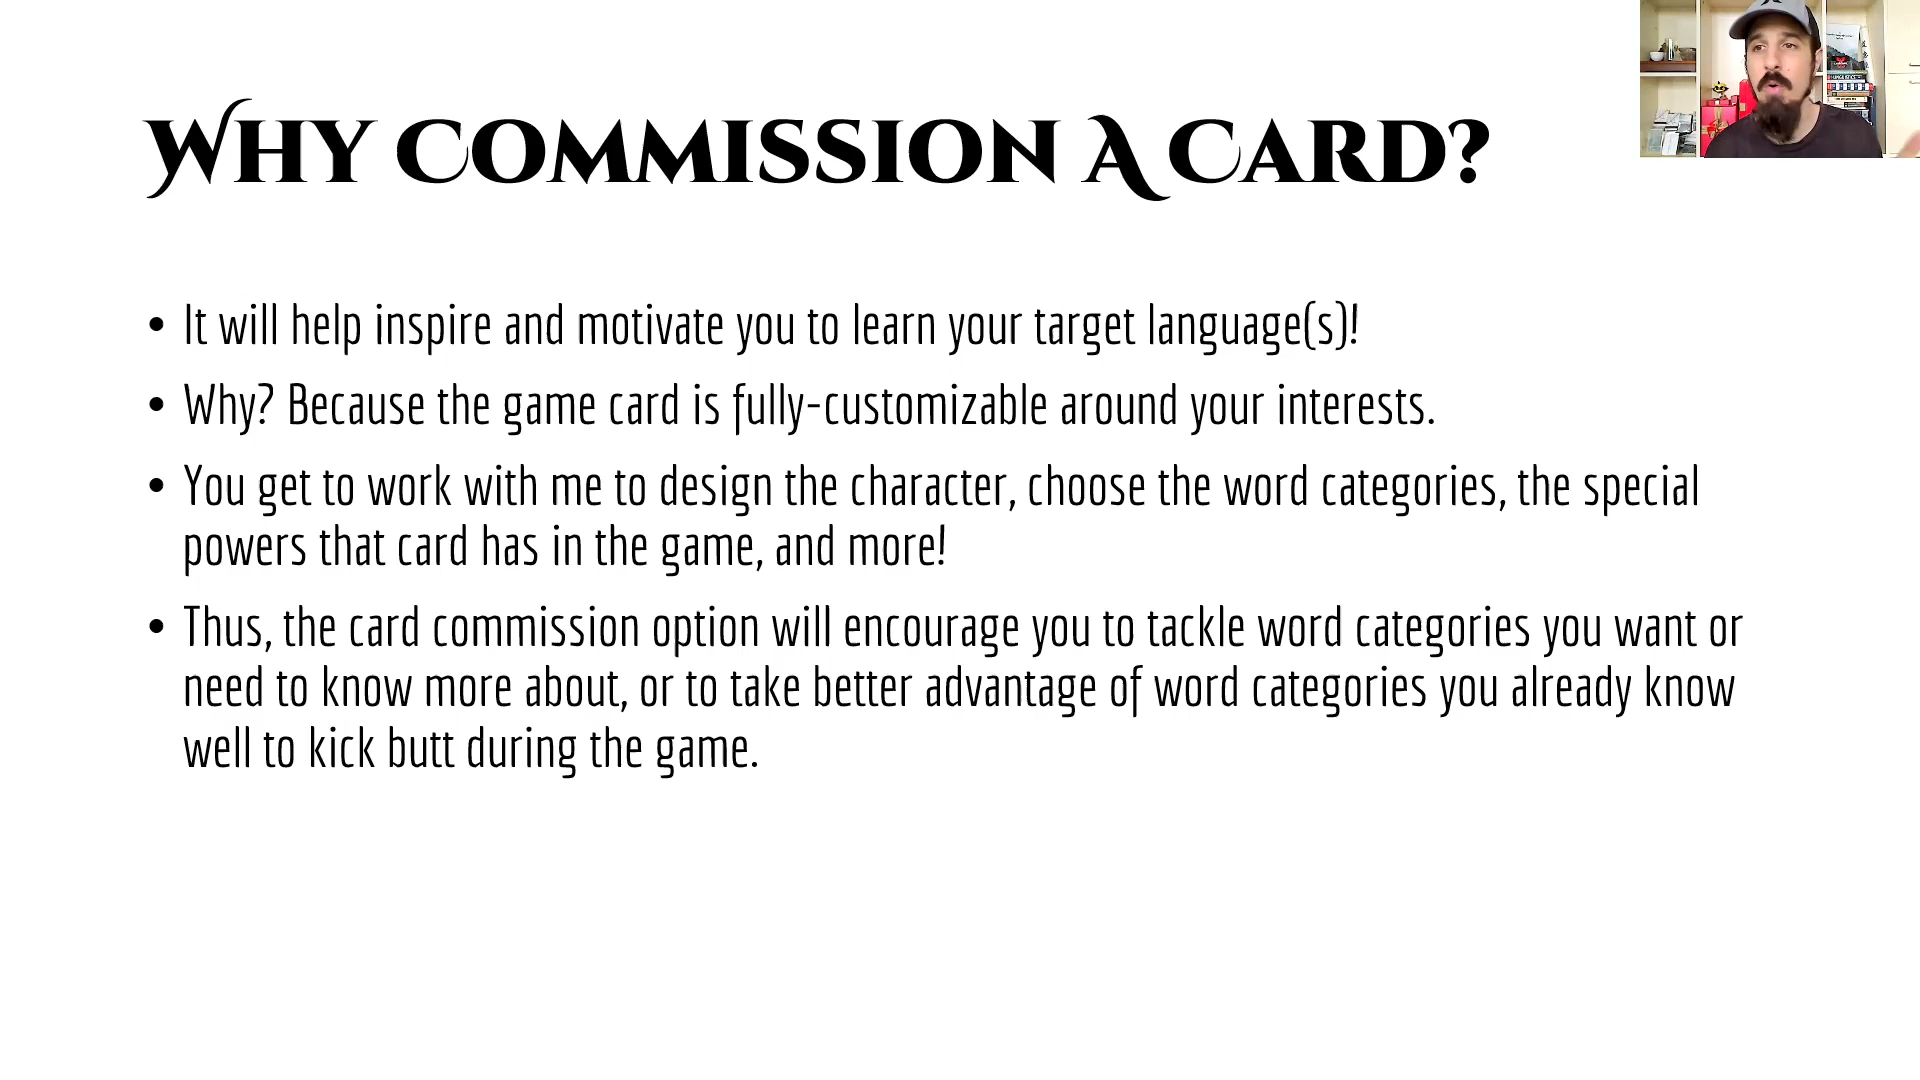 Why Commission A Card?
• It will help inspire and motivate you to learn your target language(s)!
• Why? Because the game card is fully-customizable around your interests.
• You get to work with me to design the character, choose the word categories, the special
powers that card has in the game, and more!
• Thus, the card commission option will encourage you to tackle word categories you want or
need to know more about, or to take better advantage of word categories you already know
well to kick butt during the game.